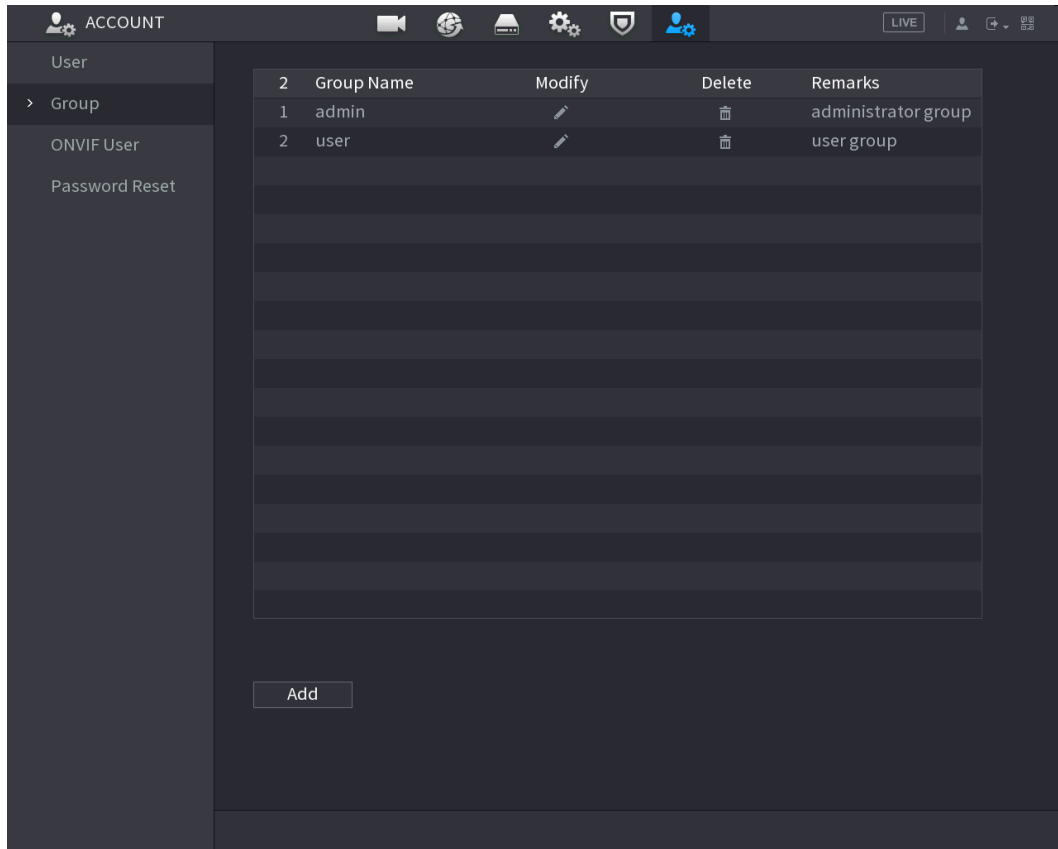 ACCOUNT LIVE
User
Group
ONVIF User
Password Reset
2 Group Name Modify Delete Remarks
1 admin administrator group
2 user user group
Add